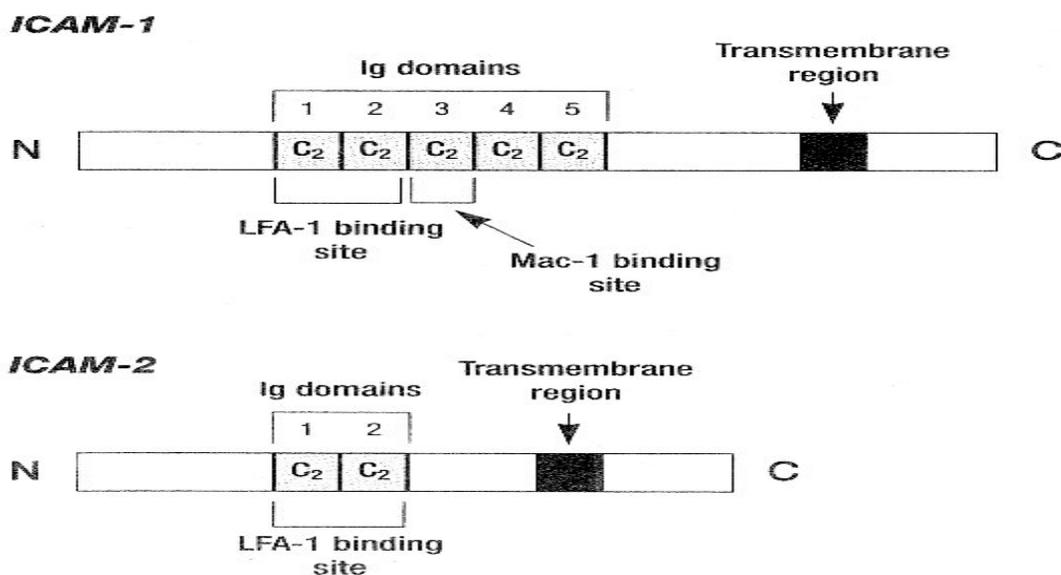 ICAM-1
Transmembrane
region
Ig domains
1 2 3 4 5
N C₂ C₂ C₂ C₂ C₂ C
LFA-1 binding
site
Mac-1 binding
site
ICAM-2
Transmembrane
region
Ig domains
1 2
N C₂ C₂ C
LFA-1 binding
site